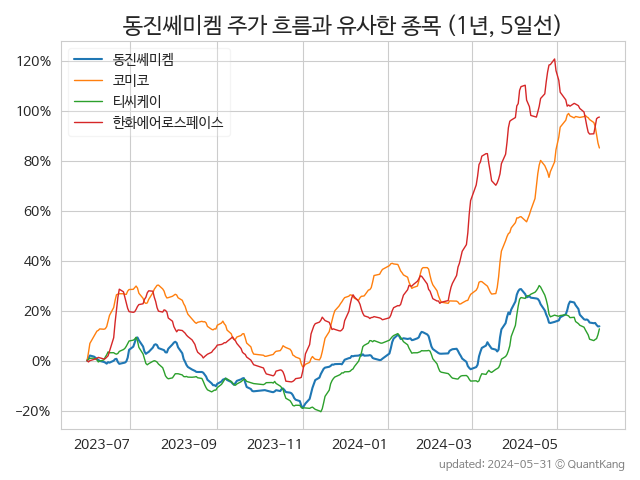 동진쎄미켐 주가 흐름과 유사한 종목 (1년, 5일선)
동진쎄미켐
코미코
티씨케이
한화에어로스페이스
120%
100%
80%
60%
40%
20%
0%
−20%
2023−07
2023−09
2023−11
2024−01
2024−03
2024−05
updated: 2024-05-31 © QuantKang